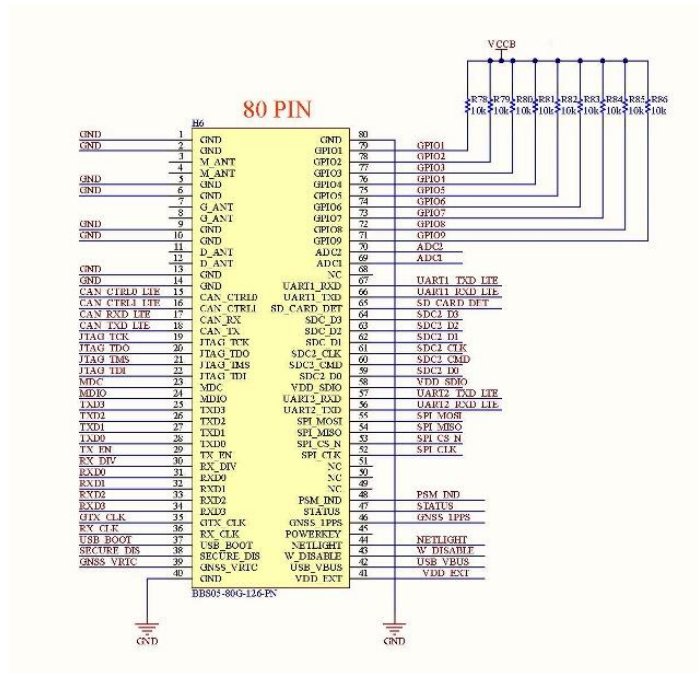 VCCB
R78 R79 R80 R81 R82 R83 R84 R85 R86
10k 10k 10k 10k 10k 10k 10k 10k 10k
80 PIN
H6
GND 1 GND GND 80
GND 2 GND GPIO1 79 GPIO1
3 M_ANT GPIO2 78 GPIO2
4 M_ANT GPIO3 77 GPIO3
GND 5 GND GPIO4 76 GPIO4
GND 6 GND GPIO5 75 GPIO5
7 G_ANT GPIO6 74 GPIO6
8 G_ANT GPIO7 73 GPIO7
GND 9 GND GPIO8 72 GPIO8
GND 10 GND GPIO9 71 GPIO9
11 D_ANT ADC2 70 ADC2
12 D_ANT ADC1 69 ADC1
GND 13 GND NC 68
GND 14 GND UART1_RXD 67 UART1_TXD_LTE
CAN_CTRL0_LTE 15 CAN_CTRL0 UART1_TXD 66 UART1_RXD_LTE
CAN_CTRL1_LTE 16 CAN_CTRL1 SD_CARD_DET 65 SD_CARD_DET
CAN_RXD_LTE 17 CAN_RX SDC_D3 64 SDC2_D3
CAN_TXD_LTE 18 CAN_TX SDC_D2 63 SDC2_D2
JTAG_TCK 19 JTAG_TCK SDC_D1 62 SDC2_D1
JTAG_TDO 20 JTAG_TDO SDC2_CLK 61 SDC2_CLK
JTAG_TMS 21 JTAG_TMS SDC2_CMD 60 SDC2_CMD
JTAG_TDI 22 JTAG_TDI SDC2_D0 59 SDC2_D0
MDC 23 MDC VDD_SDIO 58 VDD_SDIO
MDIO 24 MDIO UART2_RXD 57 UART2_TXD_LTE
TXD3 25 TXD3 UART2_TXD 56 UART2_RXD_LTE
TXD2 26 TXD2 SPI_MOSI 55 SPI_MOSI
TXD1 27 TXD1 SPI_MISO 54 SPI_MISO
TXD0 28 TXD0 SPI_CS_N 53 SPI_CS_N
TX_EN 29 TX_EN SPI_CLK 52 SPI_CLK
RX_DIV 30 RX_DIV NC 51
RXD0 31 RXD0 NC 50
RXD1 32 RXD1 NC 49
RXD2 33 RXD2 PSM_IND 48 PSM_IND
RXD3 34 RXD3 STATUS 47 STATUS
GTX_CLK 35 GTX_CLK GNSS_1PPS 46 GNSS_1PPS
RX_CLK 36 RX_CLK POWERKEY 45
USB_BOOT 37 USB_BOOT NETLIGHT 44 NETLIGHT
SECURE_DIS 38 SECURE_DIS W_DISABLE 43 W_DISABLE
GNSS_VRTC 39 GNSS_VRTC USB_VBUS 42 USB_VBUS
40 GND VDD_EXT 41 VDD_EXT
BBS05-80G-126-PN
GND GND